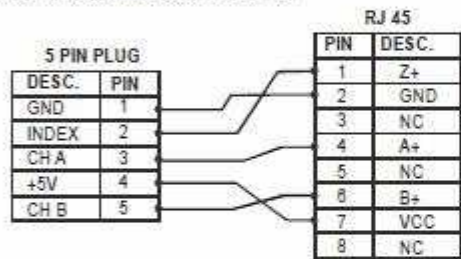 RJ 45
5 PIN PLUG
PIN DESC.
1 Z+
2 GND
3 NC
4 A+
5 NC
6 B+
7 VCC
8 NC
DESC. PIN
GND 1
INDEX 2
CH A 3
+5V 4
CH B 5